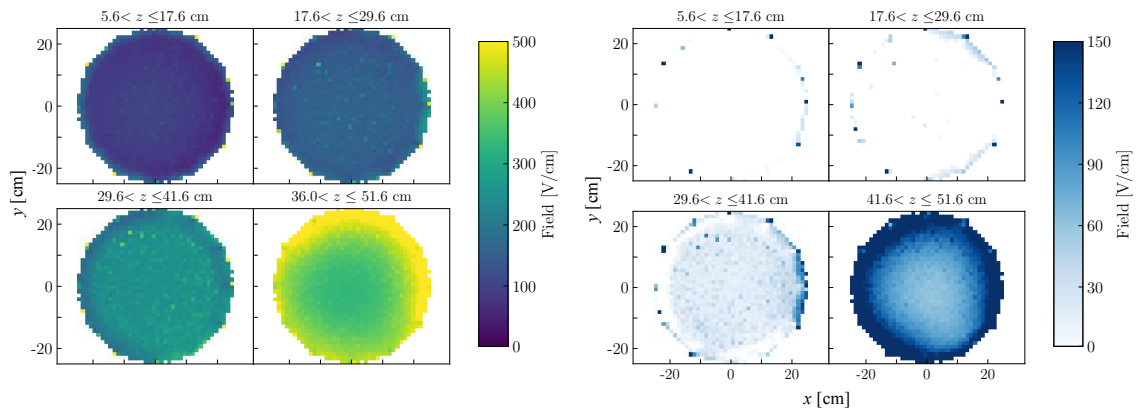 5.6< z ≤17.6 cm
17.6< z ≤29.6 cm
20
0
-20
y [cm]
29.6< z ≤41.6 cm
36.0< z ≤ 51.6 cm
20
0
-20
500
400
300
200
100
0
Field [V/cm]
5.6< z ≤17.6 cm
17.6< z ≤29.6 cm
20
0
-20
y [cm]
29.6< z ≤41.6 cm
41.6 < z ≤ 51.6 cm
20
0
-20
-20
0
20
-20
0
20
x [cm]
150
120
90
60
30
0
Field [V/cm]